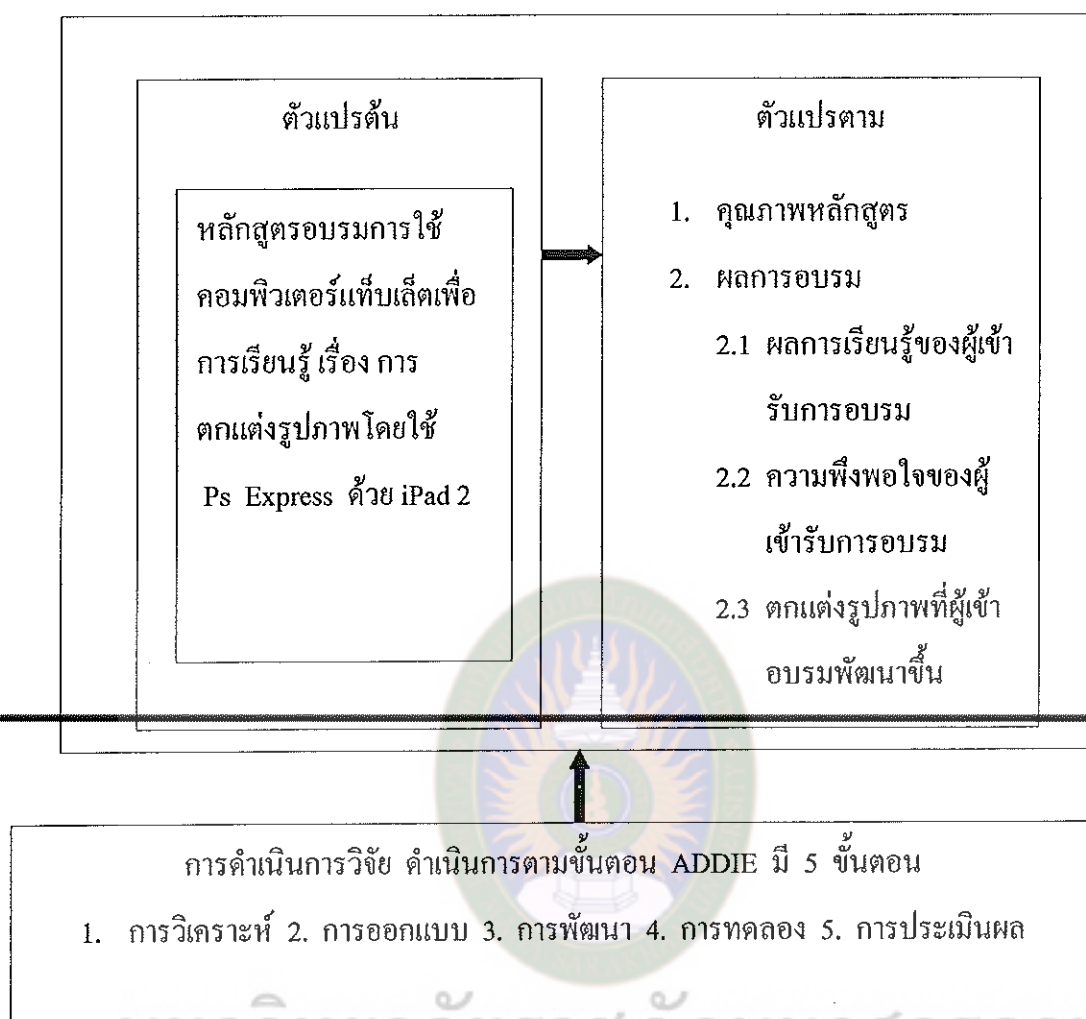 ตัวแปรต้น
หลักสูตรอบรมการใช้
คอมพิวเตอร์แท็บเล็ตเพื่อ
การเรียนรู้ เรื่อง การ
ตกแต่งรูปภาพโดยใช้
Ps Express ด้วย iPad 2
ตัวแปรตาม
1. คุณภาพหลักสูตร
2. ผลการอบรม
2.1 ผลการเรียนรู้ของผู้เข้า
รับการอบรม
2.2 ความพึงพอใจของผู้
เข้ารับการอบรม
2.3 ตกแต่งรูปภาพที่ผู้เข้า
อบรมพัฒนาขึ้น
การดำเนินการวิจัย ดำเนินการตามขั้นตอน ADDIE มี 5 ขั้นตอน
1. การวิเคราะห์ 2. การออกแบบ 3. การพัฒนา 4. การทดลอง 5. การประเมินผล